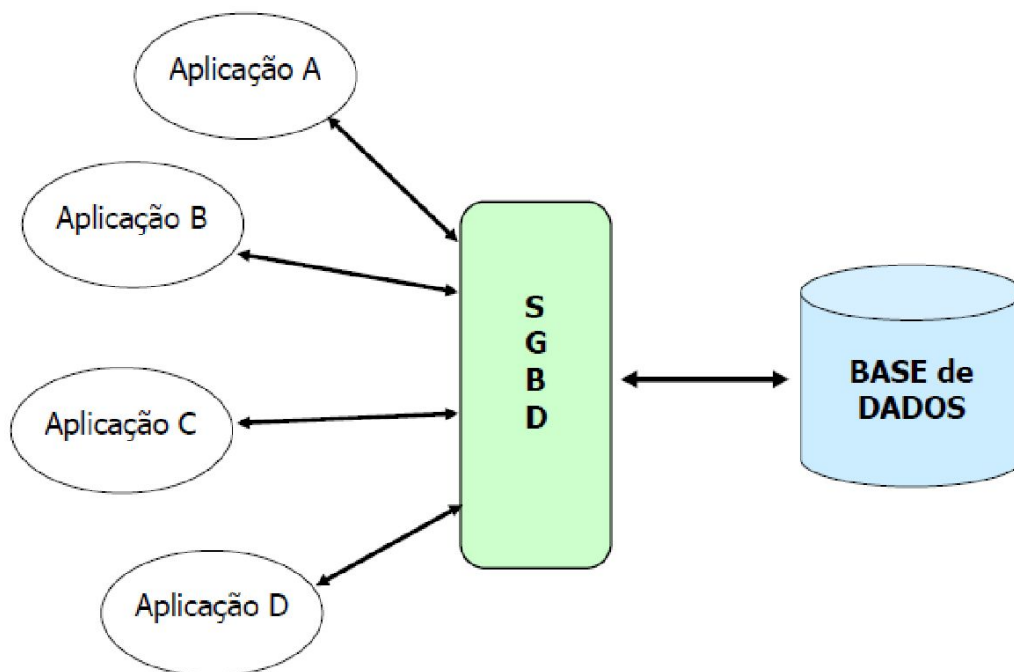 Aplicação A
Aplicação B
Aplicação C
Aplicação D
S
G
B
D
BASE de
DADOS